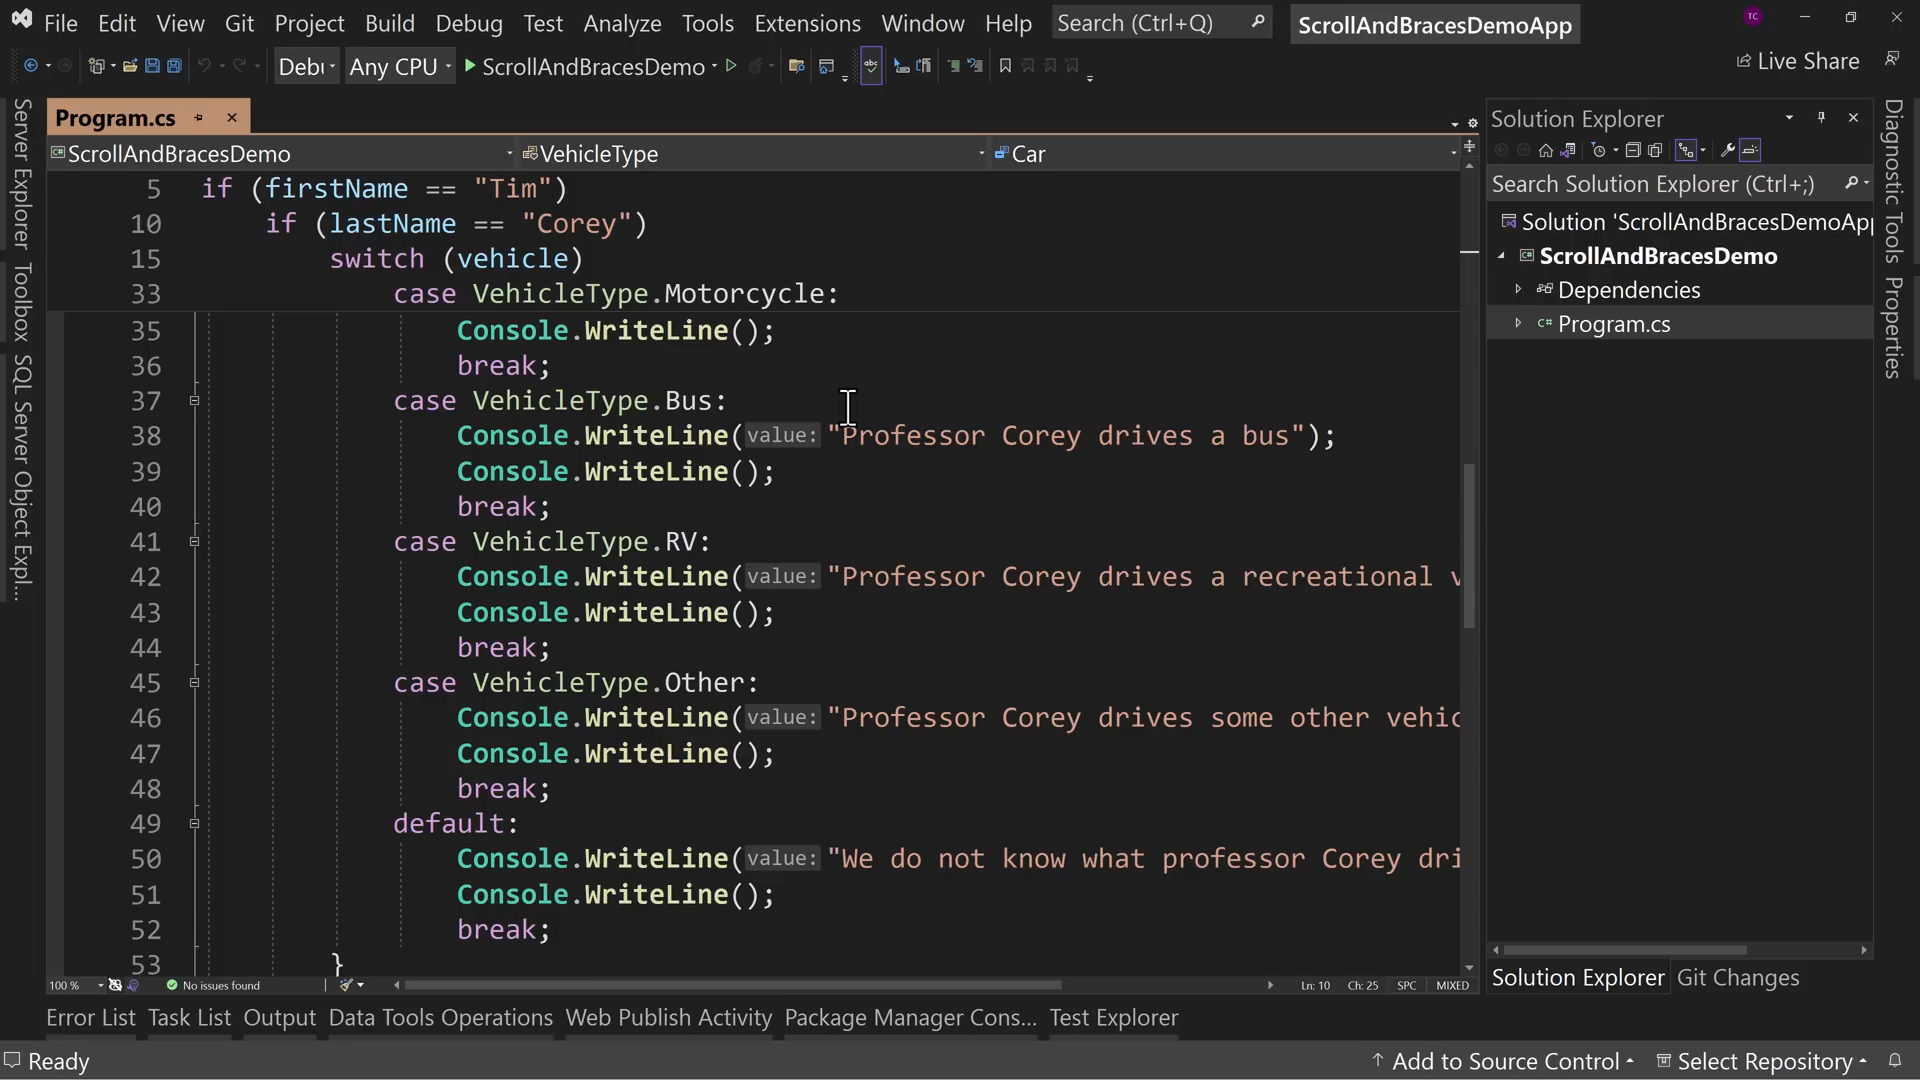 File Edit View Git Project Build Debug Test Analyze Tools Extensions Window Help Search (Ctrl+Q) ScrollAndBracesDemoApp TC
Any CPU ScrollAndBracesDemo abc Live Share
Program.cs
ScrollAndBracesDemo VehicleType Car
5 if (firstName == "Tim")
10 if (lastName == "Corey")
15 switch (vehicle)
33 case VehicleType.Motorcycle:
35 Console.WriteLine();
36 break;
37 case VehicleType.Bus:
38 Console.WriteLine(value: "Professor Corey drives a bus");
39 Console.WriteLine();
40 break;
41 case VehicleType.RV:
42 Console.WriteLine(value: "Professor Corey drives a recreational
43 Console.WriteLine();
44 break;
45 case VehicleType.Other:
46 Console.WriteLine(value: "Professor Corey drives some other vehic
47 Console.WriteLine();
48 break;
49 default:
50 Console.WriteLine(value: "We do not know what professor Corey dri
51 Console.WriteLine();
52 break;
53 }
100 % No issues found Ln: 10 Ch: 25 SPC MIXED
Server Explorer
Toolbox
SQL Server Object Expl...
Solution Explorer
Search Solution Explorer (Ctrl+;)
Solution 'ScrollAndBracesDemoApp
C# ScrollAndBracesDemo
Dependencies
C# Program.cs
Solution Explorer Git Changes
Diagnostic Tools
Properties
Error List Task List Output Data Tools Operations Web Publish Activity Package Manager Cons... Test Explorer
Ready Add to Source Control Select Repository